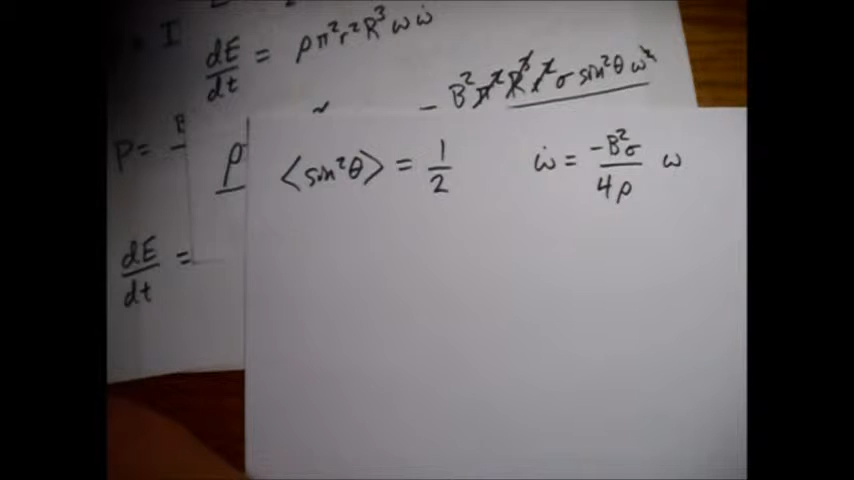 = I
dE/dt = ρπ²r²R³ωω̇
- B²π²R³r²σ sin²θ ω²
P=
ρ
<sin²θ> = 1/2
ω̇ = -B²σ/4ρ ω
dE/dt =